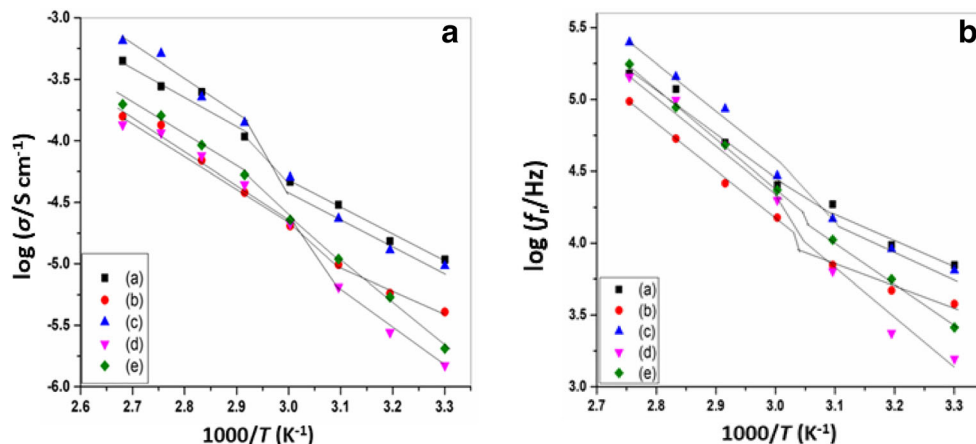 a
log (σ/S cm⁻¹)
-3.0
-3.5
-4.0
-4.5
-5.0
-5.5
-6.0
(a)
(b)
(c)
(d)
(e)
2.6 2.7 2.8 2.9 3.0 3.1 3.2 3.3
1000/T (K⁻¹)
b
log (fᵣ/Hz)
5.5
5.0
4.5
4.0
3.5
3.0
(a)
(b)
(c)
(d)
(e)
2.7 2.8 2.9 3.0 3.1 3.2 3.3
1000/T (K⁻¹)